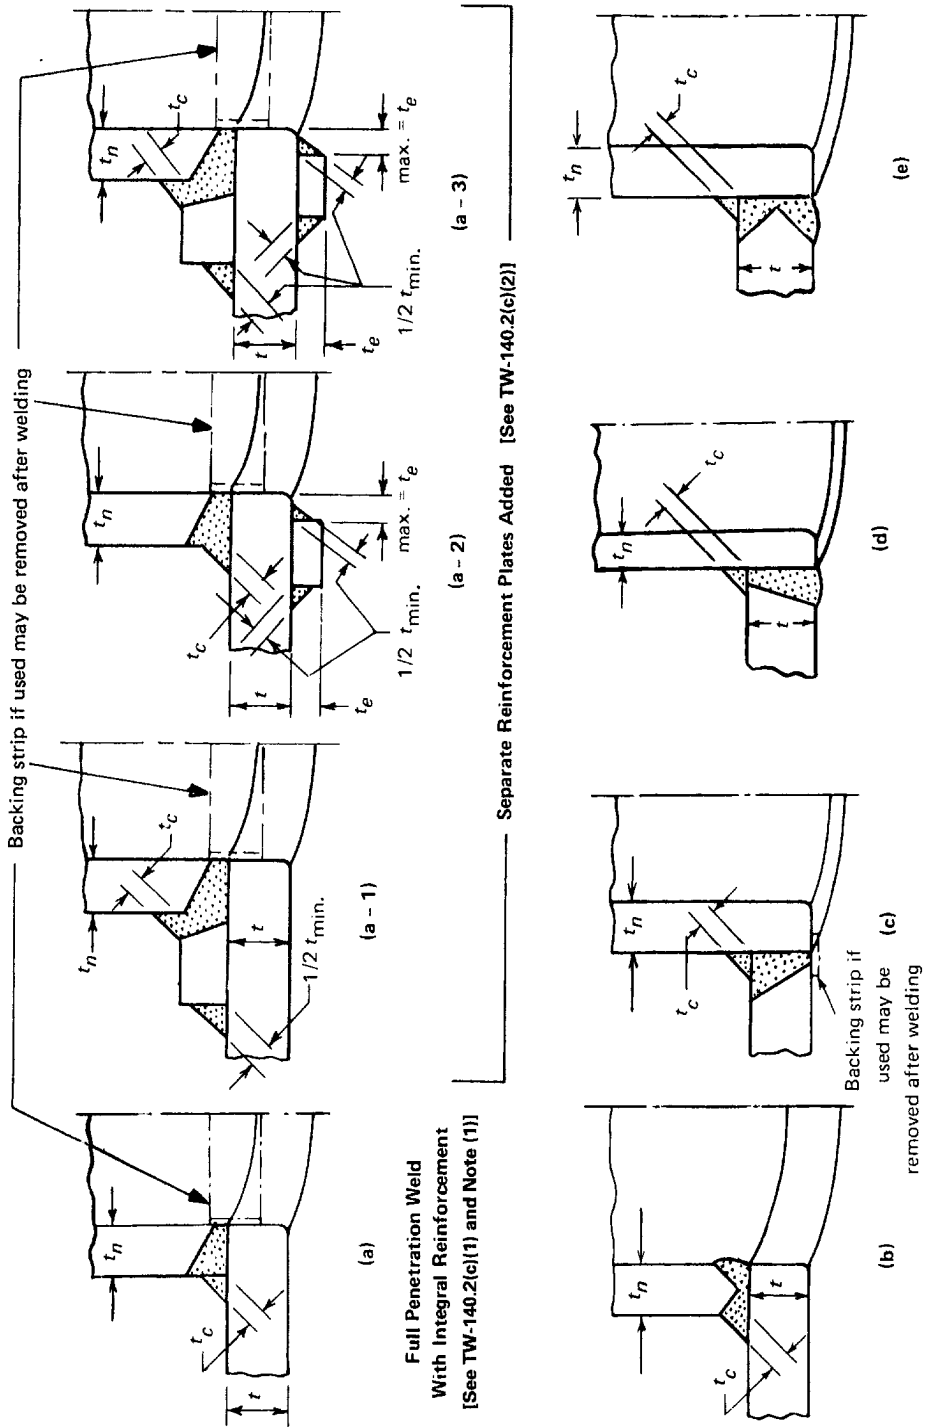 Backing strip if used may be removed after welding
t_n
t_c
t
(a)
t_n
t_c
t
1/2 t_min.
(a – 1)
t_n
t_c
t
t_e
1/2 t_min.
max. = t_e
(a – 2)
t_n
t_c
t
t_e
1/2 t_min.
max. = t_e
(a – 3)
Full Penetration Weld
With Integral Reinforcement
[See TW-140.2(c)(1) and Note (1)]
Separate Reinforcement Plates Added [See TW-140.2(c)(2)]
t_n
t_c
t
(b)
t_n
t_c
Backing strip if
used may be
removed after welding
(c)
t_n
t_c
t
(d)
t_n
t_c
t
(e)